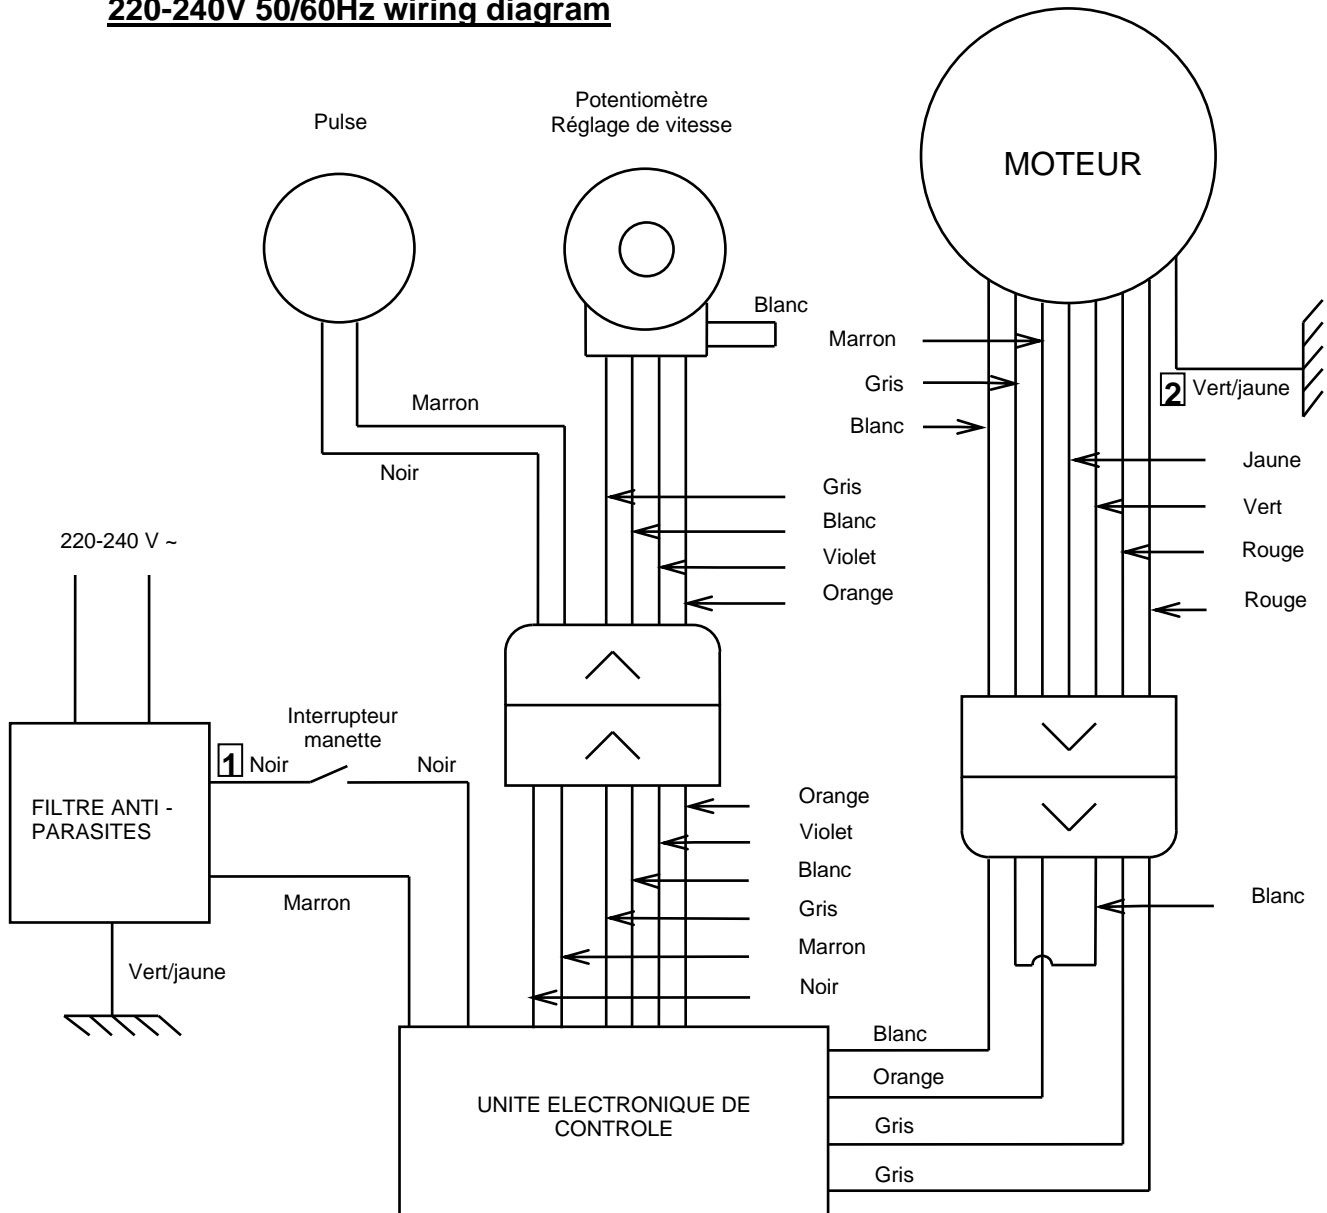 220-240V 50/60Hz wiring diagram
Pulse
Potentiomètre
Réglage de vitesse
MOTEUR
Blanc
Marron
Gris
Blanc
2 Vert/jaune
Marron
Noir
Jaune
Vert
Rouge
Rouge
Gris
Blanc
Violet
Orange
220-240 V ~
Interrupteur
manette
1 Noir
Noir
FILTRE ANTI -
PARASITES
Marron
Vert/jaune
Orange
Violet
Blanc
Gris
Marron
Noir
Blanc
Blanc
Orange
Gris
Gris
UNITE ELECTRONIQUE DE
CONTROLE